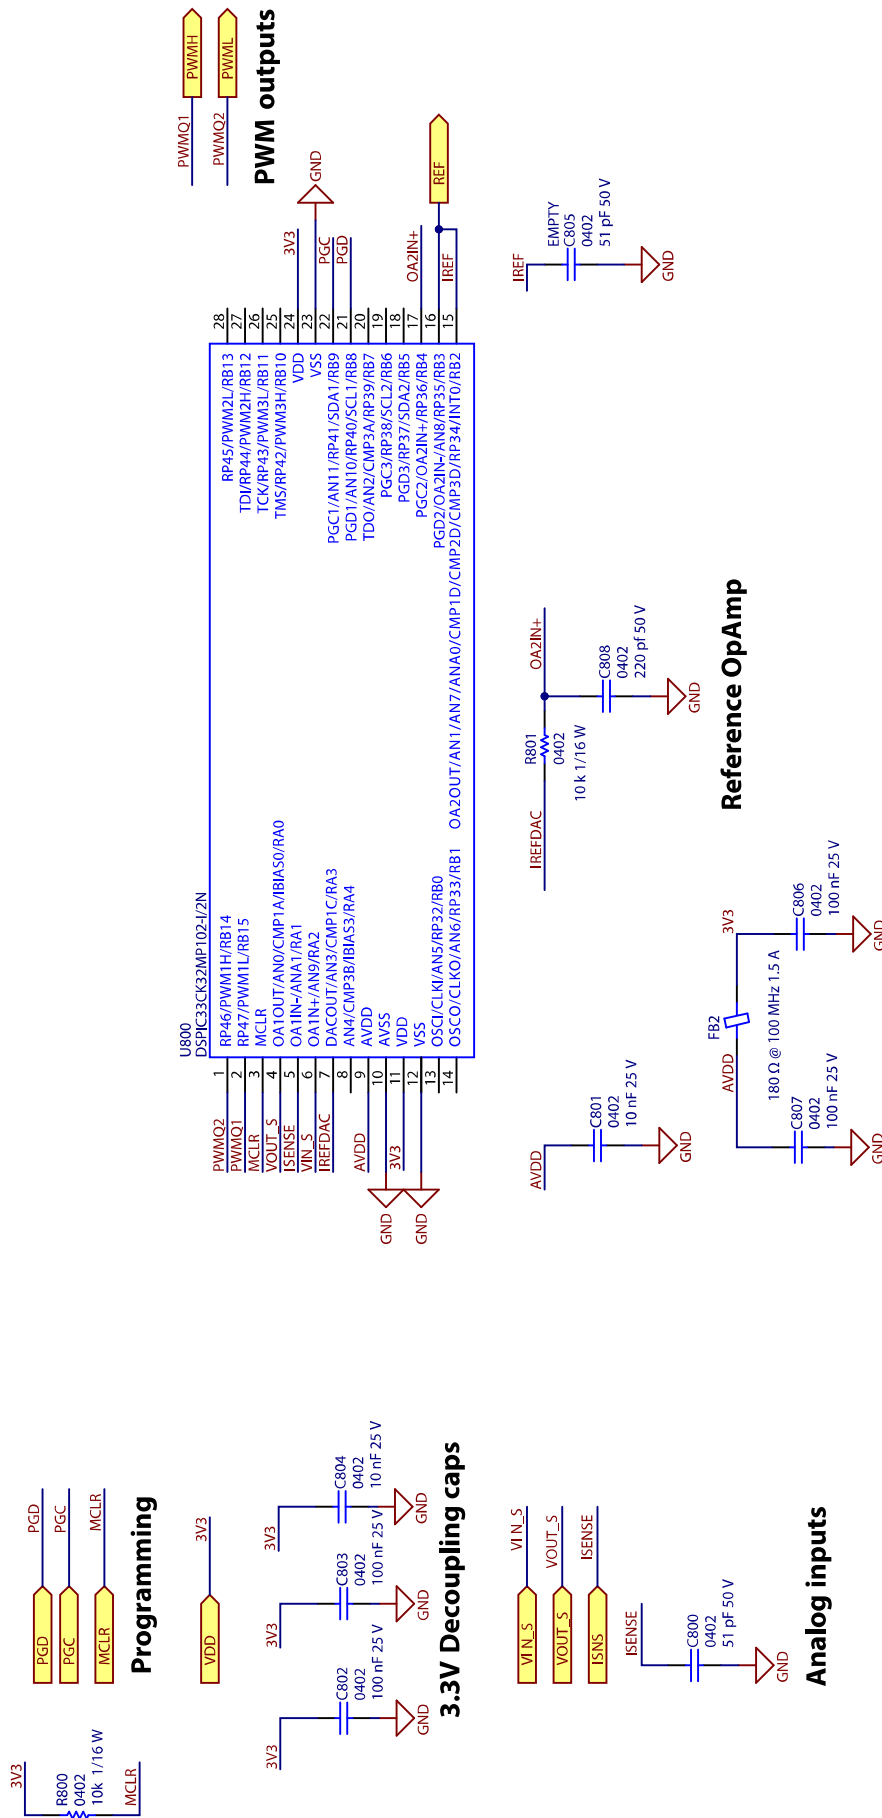 3V3
R800
0402
10k 1/16 W
MCLR
PGD
PGD
PGC
PGC
MCLR
MCLR
Programming
VDD
3V3
3V3
C802
0402
100 nF 25 V
GND
3V3
C803
0402
100 nF 25 V
GND
3V3
C804
0402
10 nF 25 V
GND
3.3V Decoupling caps
VIN_S
VIN_S
VOUT_S
VOUT_S
ISNS
ISENSE
ISENSE
C800
0402
51 pF 50 V
GND
Analog inputs
U800
DSPIC33CK32MP102-I/2N
PWMQ2 1 RP46/PWM1H/RB14
PWMQ1 2 RP47/PWM1L/RB15
MCLR 3 MCLR
VOUT_S 4 OA1OUT/AN0/CMP1A/IBIAS0/RA0
ISENSE 5 OA1IN-/ANA1/RA1
VIN_S 6 OA1N+/AN9/RA2
IREFDAC 7 DACOUT/AN3/CMP1C/RA3
8 AN4/CMP3B/IBIAS3/RA4
AVDD 9 AVDD
GND 10 AVSS
3V3 11 VDD
GND 12 VSS
13 OSCI/CLKI/AN5/RP32/RB0
14 OSCO/CLKO/AN6/RP33/RB1
RP45/PWM2L/RB13 28
TDI/RP44/PWM2H/RB12 27
TCK/RP43/PWM3L/RB11 26
TMS/RP42/PWM3H/RB10 25
VDD 24 3V3
VSS 23 GND
PGC1/AN11/RP41/SDA1/RB9 22 PGC
PGD1/AN10/RP40/SCL1/RB8 21 PGD
TDO/AN2/CMP3A/RP39/RB7 20
PGC3/RP38/SCL2/RB6 19
PGD3/RP37/SDA2/RB5 18
PGC2/OA2IN+/RP36/RB4 17 OA2IN+
PGD2/OA2IN-/AN8/RP35/RB3 16
OA2OUT/AN1/AN7/ANA0/CMP1D/CMP2D/CMP3D/RP34/INT0/RB2 15 IREF
REF
PWMQ1
PWMH
PWMQ2
PWML
PWM outputs
AVDD
C801
0402
10 nF 25 V
GND
IREFDAC
R801
0402
10 k 1/16 W
OA2IN+
C808
0402
220 pf 50 V
GND
Reference OpAmp
IREF
EMPTY
C805
0402
51 pF 50 V
GND
AVDD
FB2
180 Ω @ 100 MHz 1.5 A
3V3
C807
0402
100 nF 25 V
GND
C806
0402
100 nF 25 V
GND